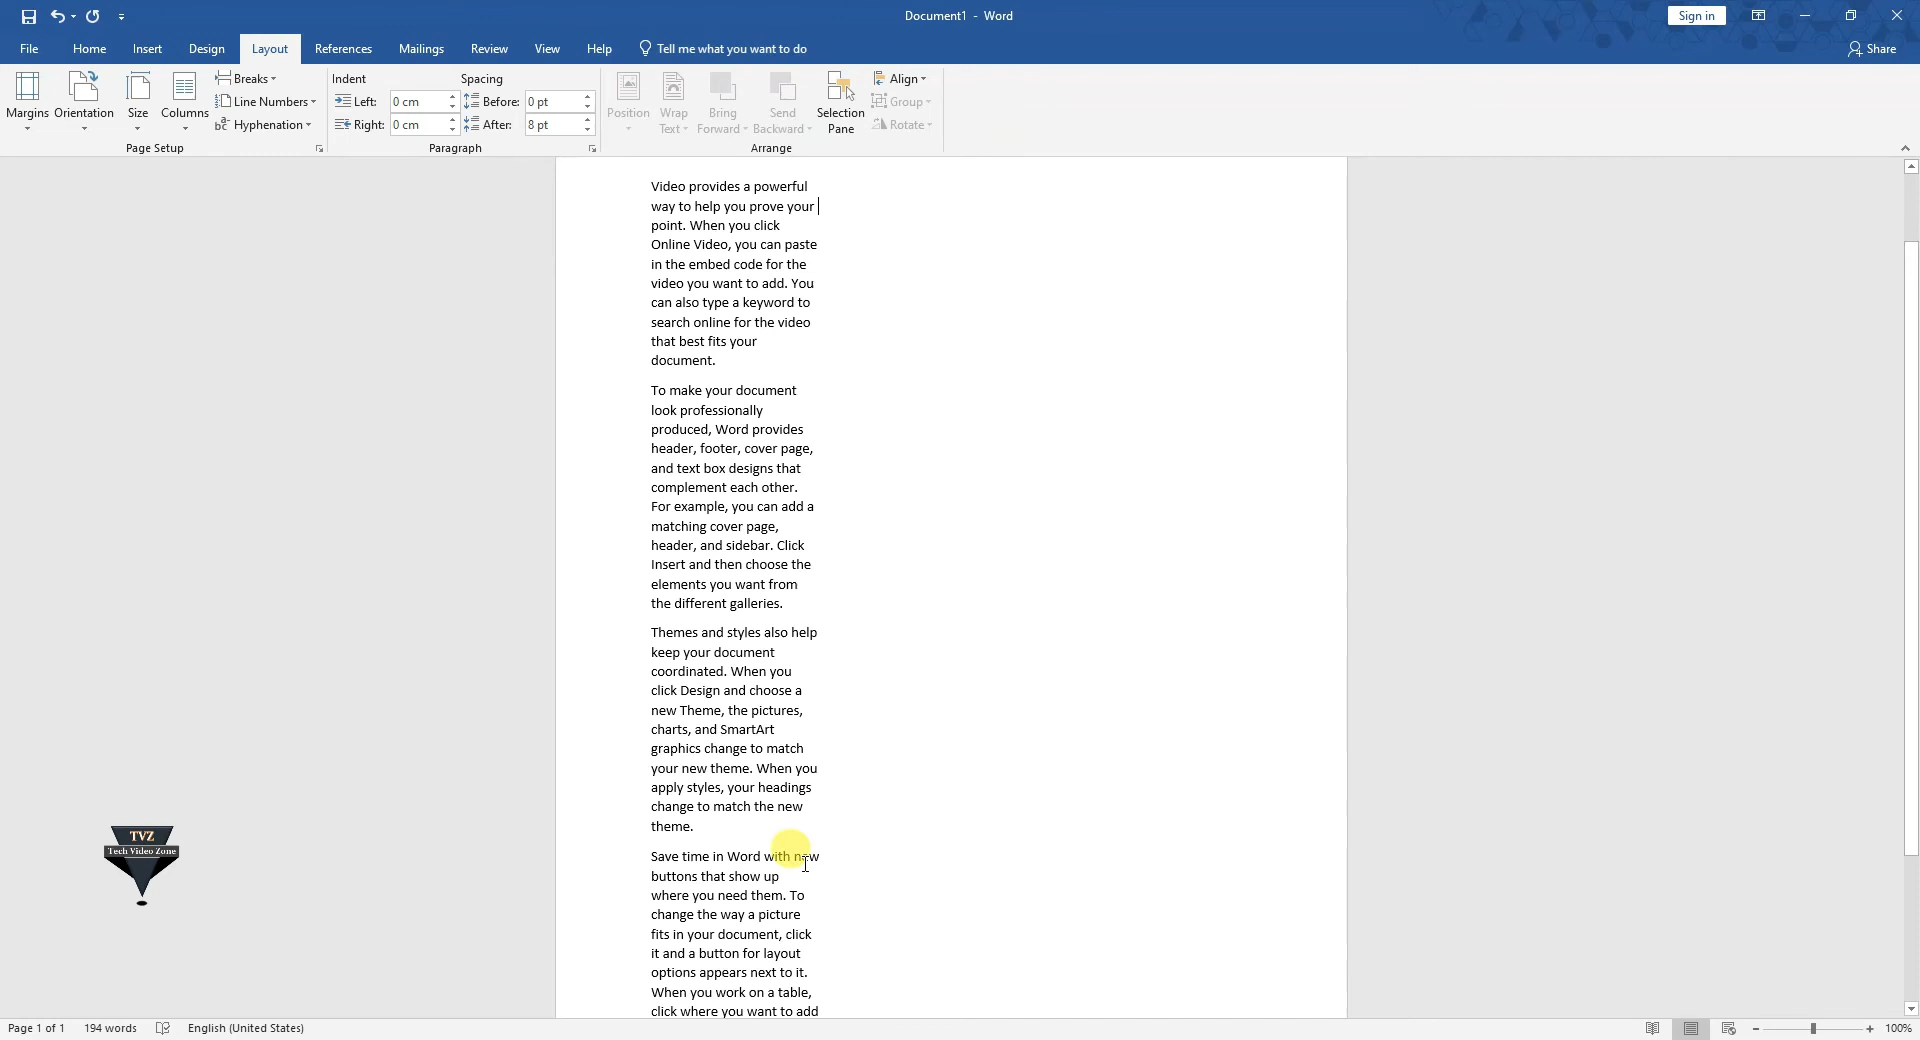 Document1 - Word
Sign in
File Home Insert Design Layout References Mailings Review View Help Tell me what you want to do Share
Margins Orientation Size Columns
Breaks
Line Numbers
Hyphenation
Page Setup
Indent Spacing
Left: 0 cm Before: 0 pt
Right: 0 cm After: 8 pt
Paragraph
Position Wrap Text Bring Forward Send Backward Selection Pane
Align
Group
Rotate
Arrange
Video provides a powerful
way to help you prove your
point. When you click
Online Video, you can paste
in the embed code for the
video you want to add. You
can also type a keyword to
search online for the video
that best fits your
document.
To make your document
look professionally
produced, Word provides
header, footer, cover page,
and text box designs that
complement each other.
For example, you can add a
matching cover page,
header, and sidebar. Click
Insert and then choose the
elements you want from
the different galleries.
Themes and styles also help
keep your document
coordinated. When you
click Design and choose a
new Theme, the pictures,
charts, and SmartArt
graphics change to match
your new theme. When you
apply styles, your headings
change to match the new
theme.
Save time in Word with new
buttons that show up
where you need them. To
change the way a picture
fits in your document, click
it and a button for layout
options appears next to it.
When you work on a table,
click where you want to add
TVZ
Tech Video Zone
Page 1 of 1 194 words English (United States) 100%